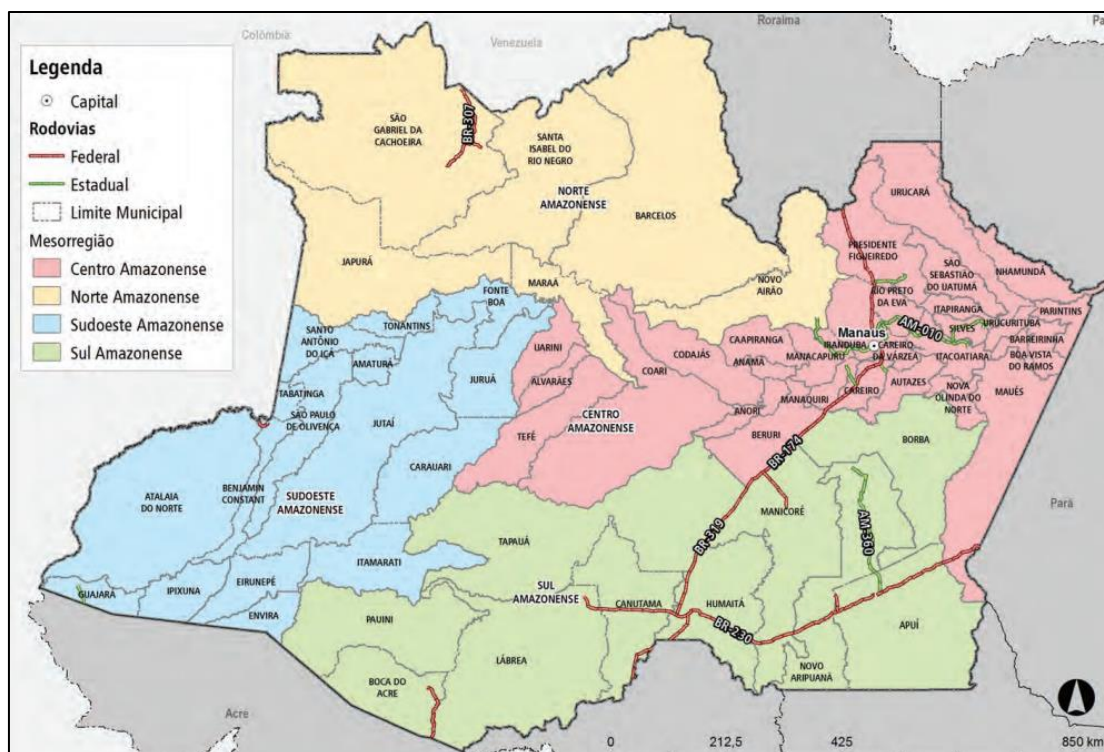 Roraima
Pa
Colômbia
Venezuela
Legenda
Capital
Rodovias
Federal
Estadual
Limite Municipal
Mesorregião
Centro Amazonense
Norte Amazonense
Sudoeste Amazonense
Sul Amazonense
BR-307
SÃO
GABRIEL DA
CACHOEIRA
SANTA
ISABEL DO
RIO NEGRO
NORTE
AMAZONENSE
BARCELOS
JAPURÁ
MARAÃ
NOVO
AIRÃO
URUCARÁ
PRESIDENTE
FIGUEIREDO
SÃO
SEBASTIÃO
DO UATUMÃ
NHAMUNDÁ
RIO PRETO
DA EVA
ITAPIRANGA
PARINTINS
Manaus
AM-010
SILVES
URUCURITUBA
BARREIRINHA
IRANDUBA
CAREIRO
DA VÁRZEA
ITACOATIARA
BOA VISTA
DO RAMOS
CAAPIRANGA
MANACAPURU
ANAMÃ
CODAJÁS
COARI
CAREIRO
AUTAZES
NOVA
OLINDA DO
NORTE
MAUÉS
MANAQUIRI
ANORI
BERURI
FONTE
BOA
TONANTINS
SANTO
ANTÔNIO
DO IÇÁ
AMATURÁ
UARINI
ALVARÃES
JURUÁ
TABATINGA
SÃO PAULO
DE OLIVENÇA
JUTAÍ
TEFÉ
CENTRO
AMAZONENSE
BORBA
BR-174
CARAUARI
ATALAIA
DO NORTE
BENJAMIN
CONSTANT
SUDOESTE
AMAZONENSE
Pará
MANICORÉ
BR-319
AM-360
TAPAUÁ
ITAMARATI
GUAJARÁ
IPIXUNA
EIRUNEPÉ
ENVIRA
SUL
AMAZONENSE
CANUTAMA
HUMAITÁ
BR-230
APUÍ
PAUINI
LÁBREA
NOVO
ARIPUANÃ
BOCA DO
ACRE
Acre
0 212,5 425 850 km